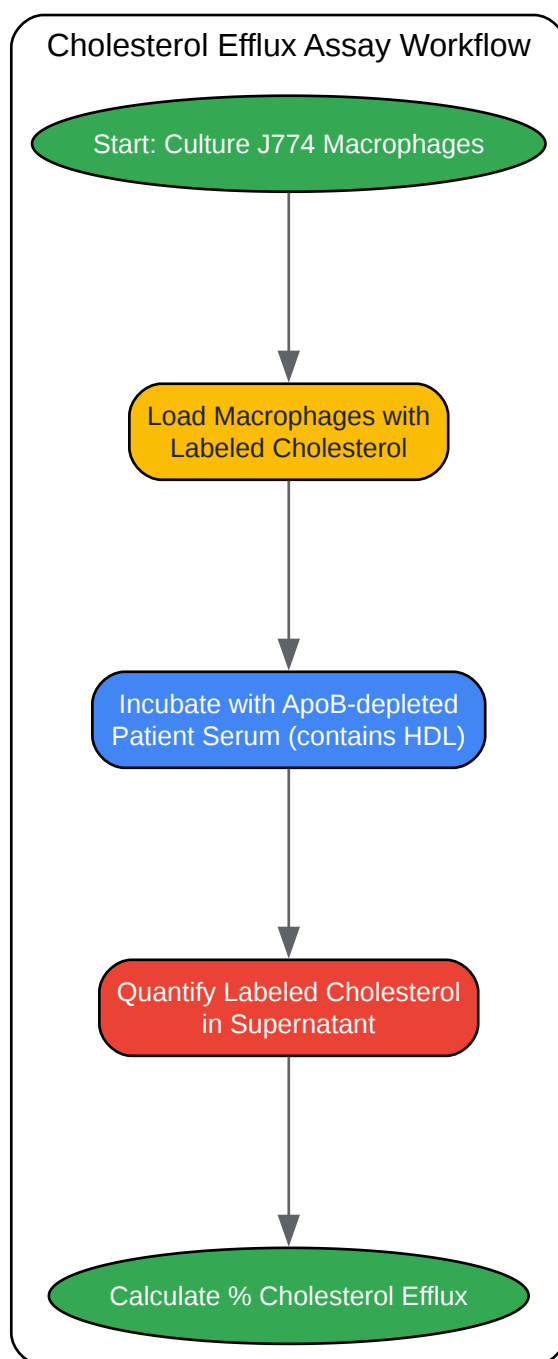 Cholesterol Efflux Assay Workflow
Start: Culture J774 Macrophages
Load Macrophages with
Labeled Cholesterol
Incubate with ApoB-depleted
Patient Serum (contains HDL)
Quantify Labeled Cholesterol
in Supernatant
Calculate % Cholesterol Efflux